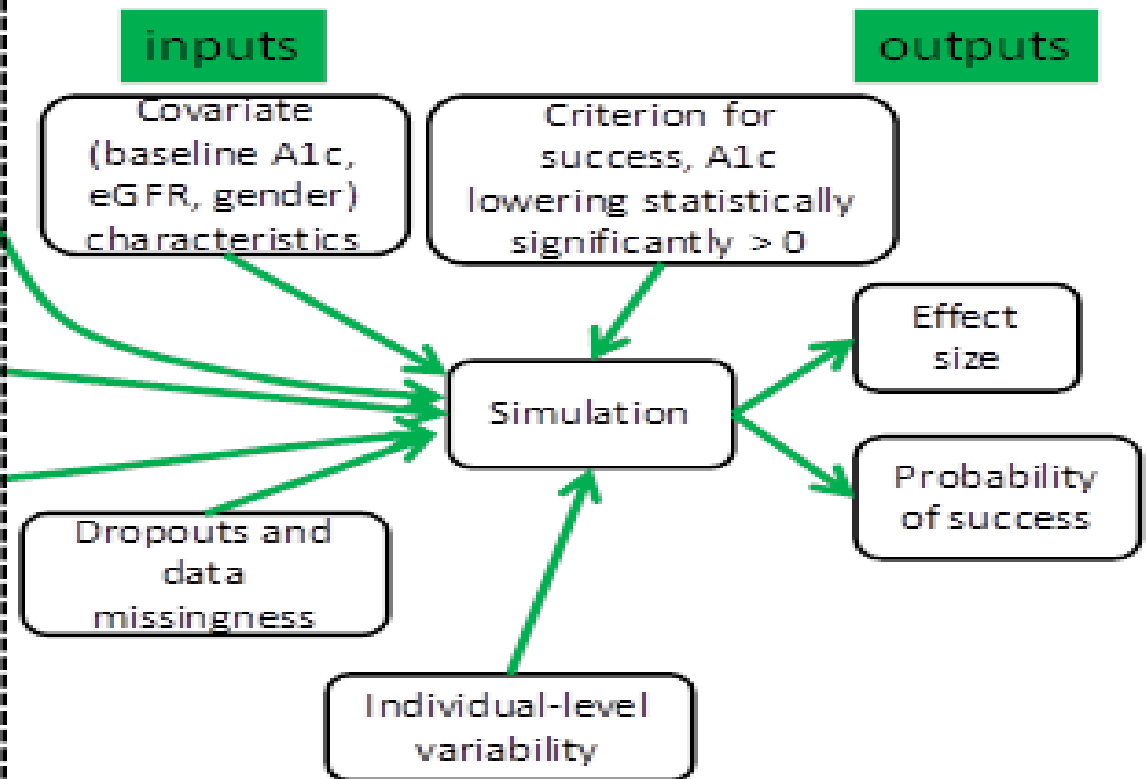 inputs
outputs
Covariate
(baseline A1c,
eGFR, gender)
characteristics
Criterion for
success, A1c
lowering statistically
significantly > 0
Effect
size
Simulation
Probability
of success
Dropouts and
data
missingness
Individual-level
variability